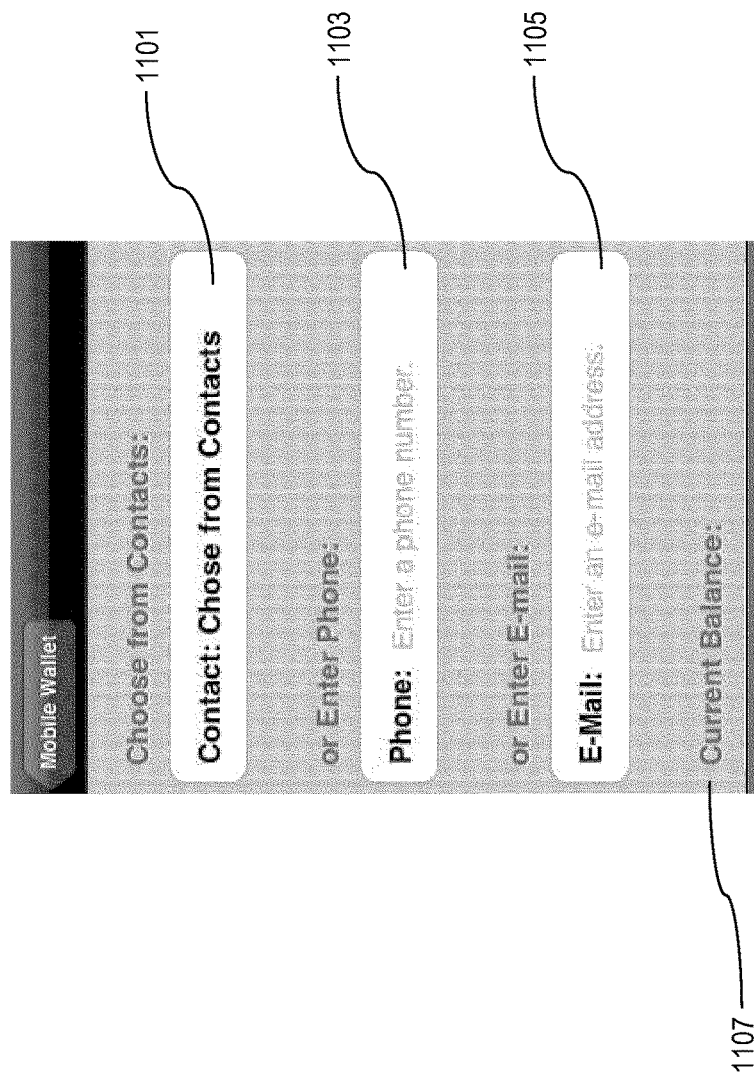 Mobile Wallet
Choose from Contacts:
Contact: Chose from Contacts
1101
or Enter Phone:
Phone: Enter a phone number.
1103
or Enter E-mail:
E-Mail: Enter an e-mail address:
1105
Current Balance:
1107